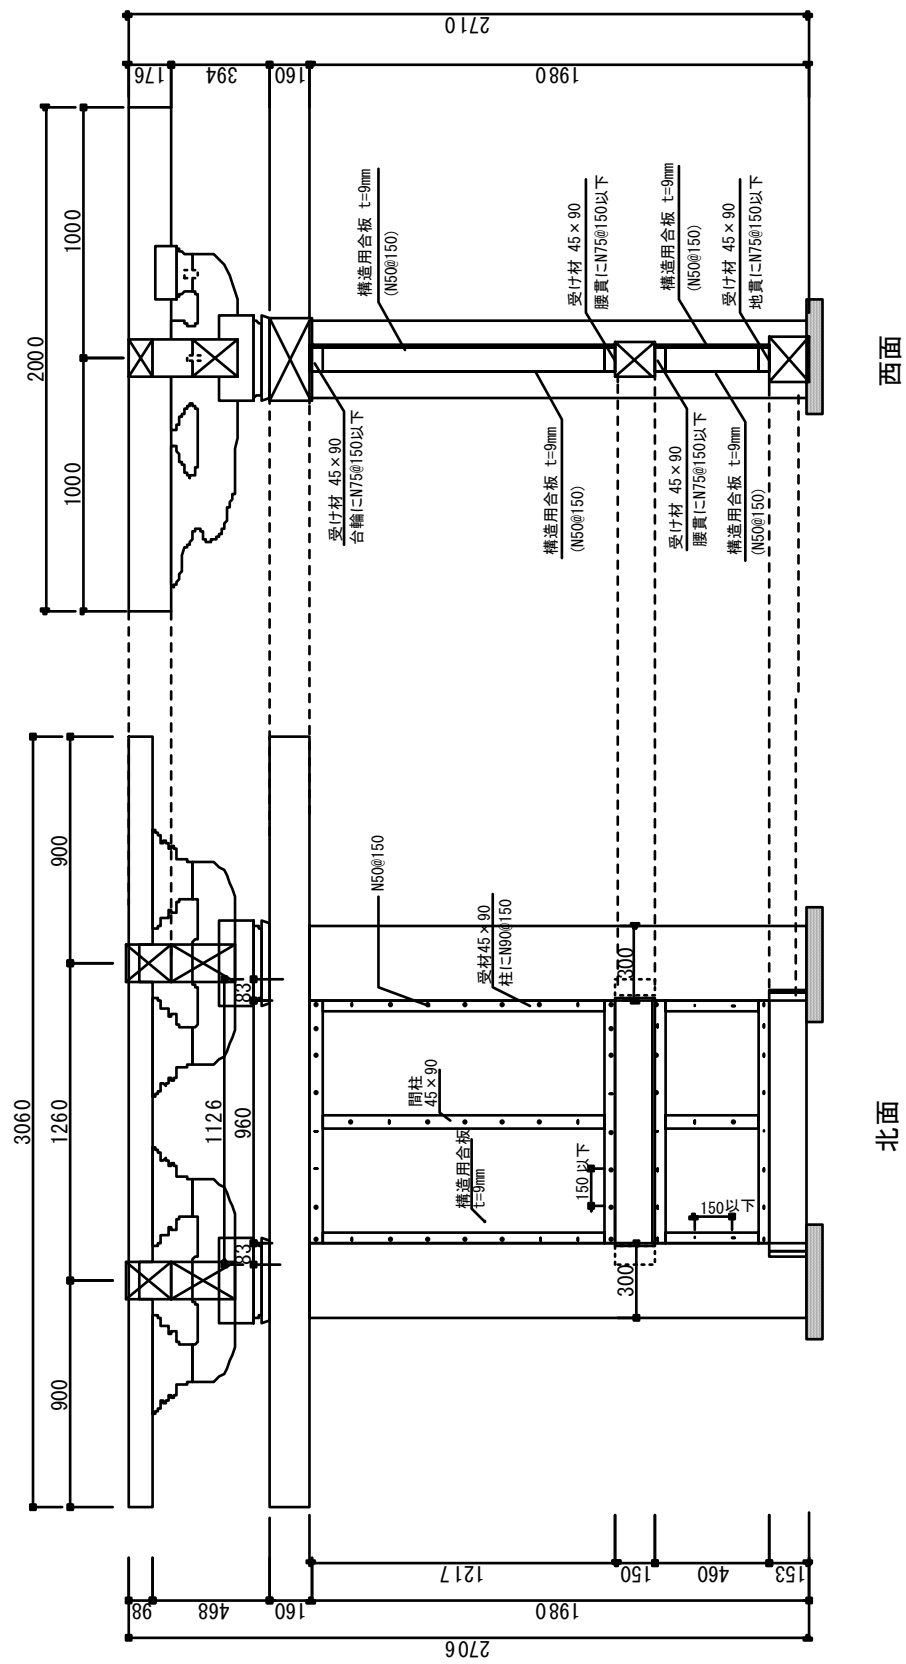 3060
900
1260
900
2000
1000
1000
2706
98
468
160
1980
1217
150
460
153
2710
176
394
160
1980
1126
960
83
83
300
300
N50@150
受材45×90
柱にN90@150
間柱
45×90
構造用合板
t=9mm
150以下
150以下
構造用合板 t=9mm
(N50@150)
受け材 45×90
腰貫にN75@150以下
構造用合板 t=9mm
(N50@150)
受け材 45×90
地貫にN75@150以下
受け材 45×90
台輪にN75@150以下
構造用合板 t=9mm
(N50@150)
受け材 45×90
腰貫にN75@150以下
構造用合板 t=9mm
(N50@150)
北面
西面